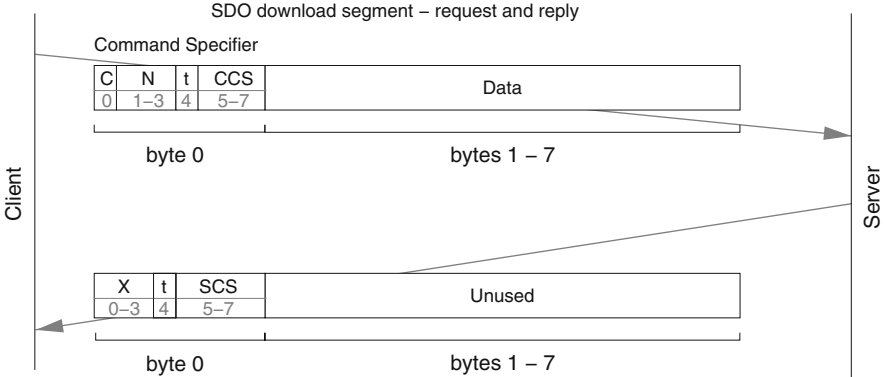 SDO download segment – request and reply
Command Specifier
C N t CCS Data
0 1–3 4 5–7
byte 0 bytes 1 – 7
Client
Server
X t SCS Unused
0–3 4 5–7
byte 0 bytes 1 – 7